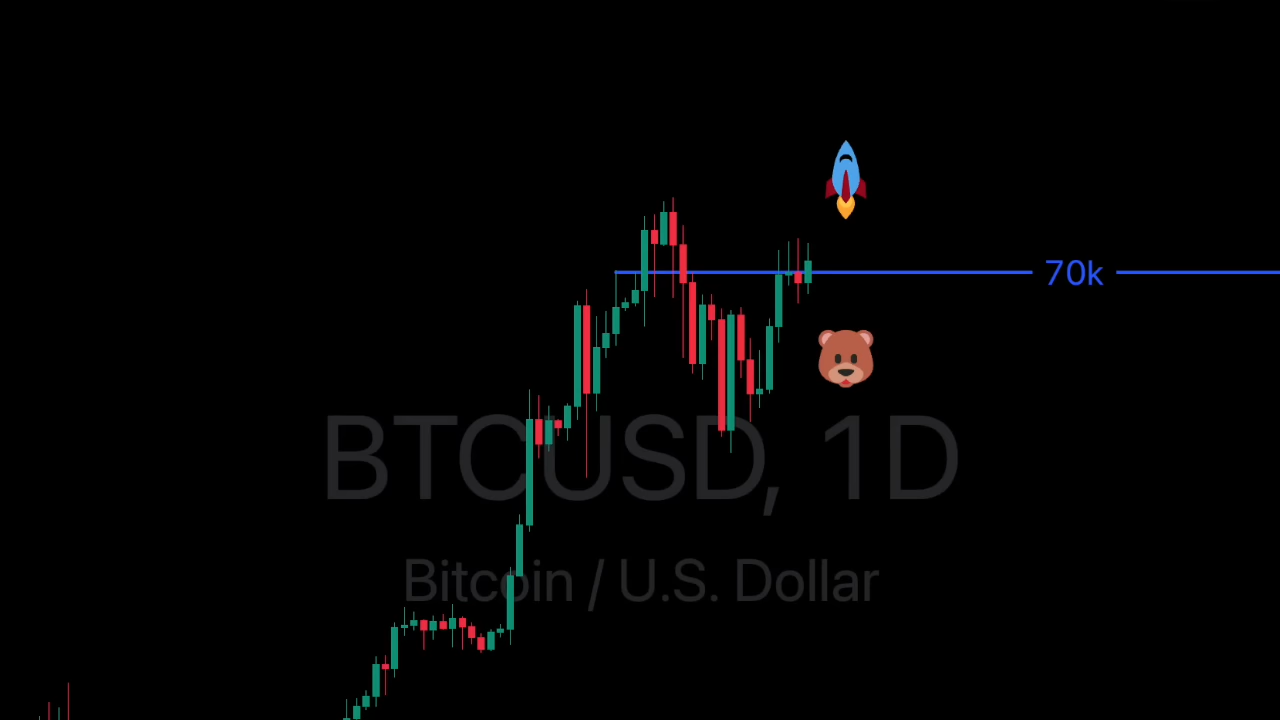 70k
BTCUSD, 1D
Bitcoin / U.S. Dollar